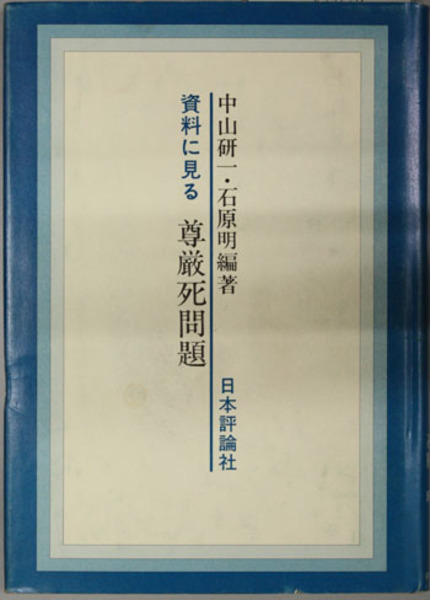 中山研一・石原明編著
資料に見る 尊厳死問題
日本評論社